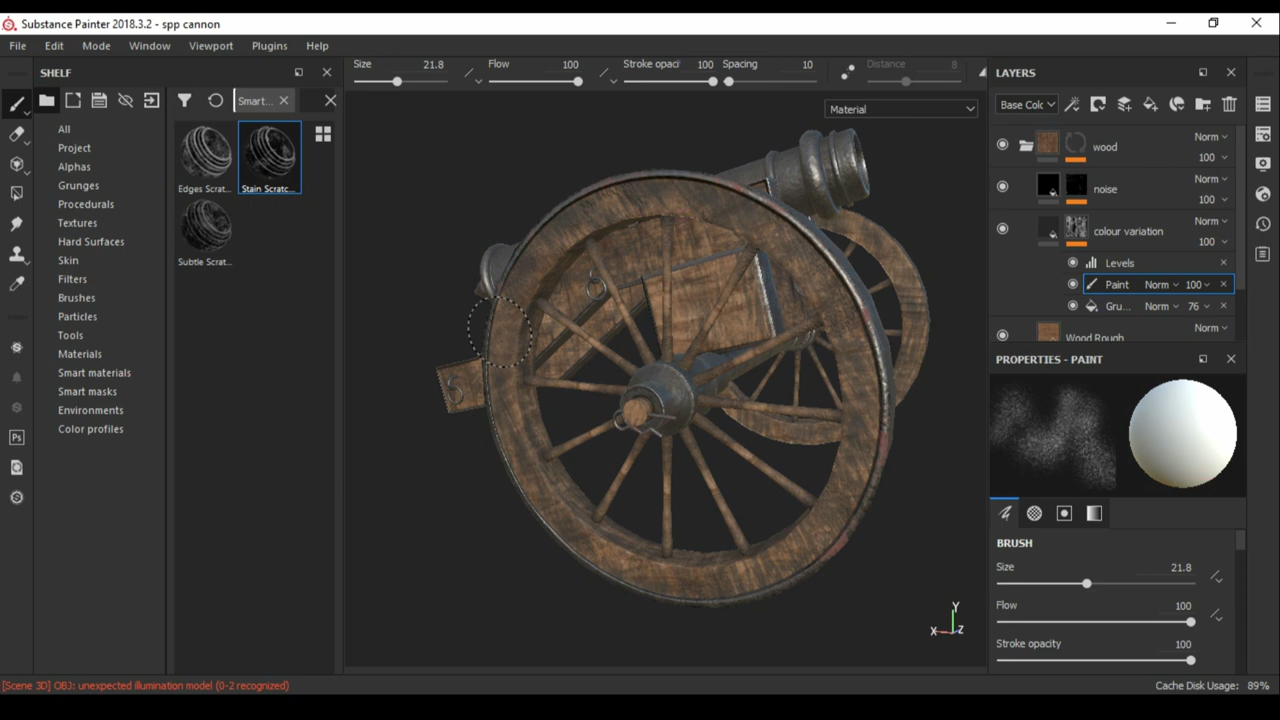 Substance Painter 2018.3.2 - spp cannon
File Edit Mode Window Viewport Plugins Help
SHELF
Smart...
All
Project
Alphas
Grunges
Procedurals
Textures
Hard Surfaces
Skin
Filters
Brushes
Particles
Tools
Materials
Smart materials
Smart masks
Environments
Color profiles
Edges Scrat...
Stain Scratc...
Subtle Scrat...
Size 21.8
Flow 100
Stroke opaci 100
Spacing 10
Distance 8
Material
Y
X Z
LAYERS
Base Colc
wood Norm
100
noise Norm
100
colour variation Norm
100
Levels
Paint Norm 100
Gru... Norm 76
Wood Rough Norm
PROPERTIES - PAINT
BRUSH
Size 21.8
Flow 100
Stroke opacity 100
Ps
[Scene 3D] OBJ: unexpected illumination model (0-2 recognized)
Cache Disk Usage: 89%